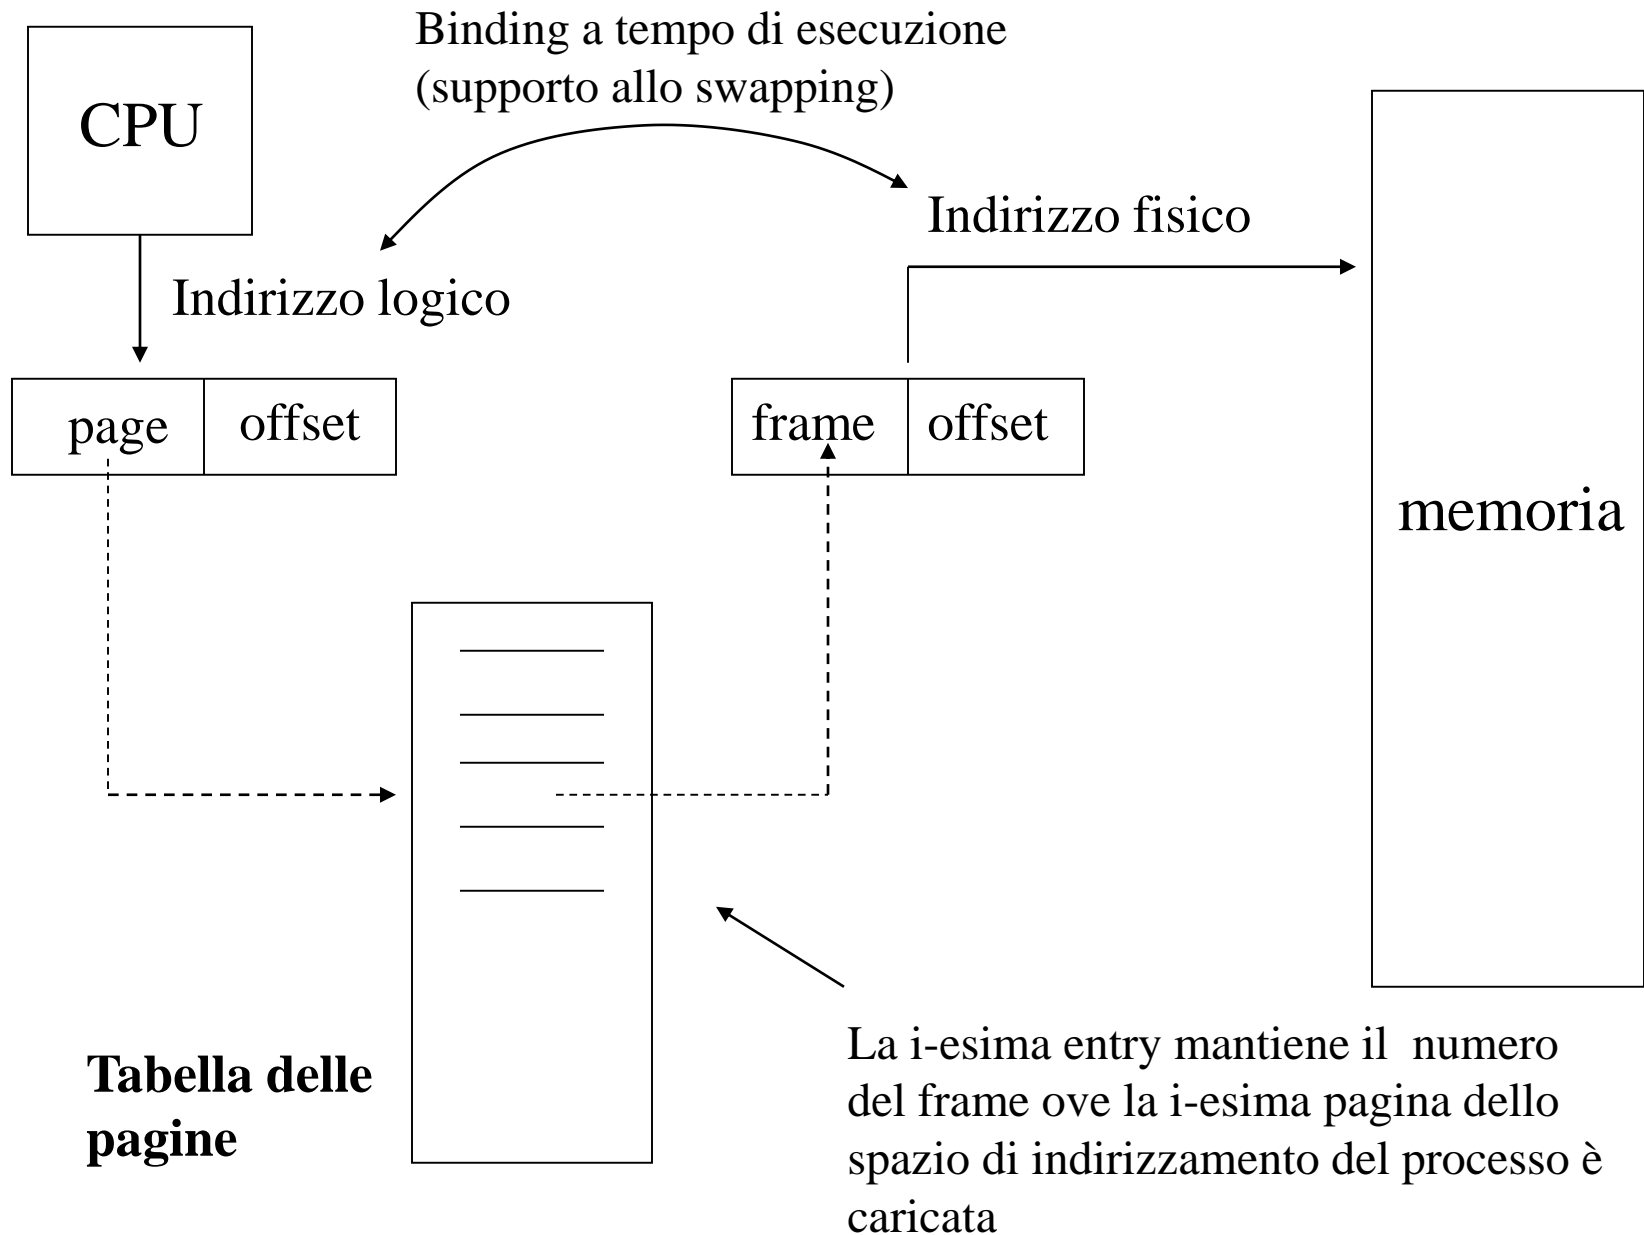 Binding a tempo di esecuzione
(supporto allo swapping)
CPU
Indirizzo fisico
Indirizzo logico
page
offset
frame
offset
memoria
Tabella delle
pagine
La i-esima entry mantiene il  numero
del frame ove la i-esima pagina dello
spazio di indirizzamento del processo è
caricata